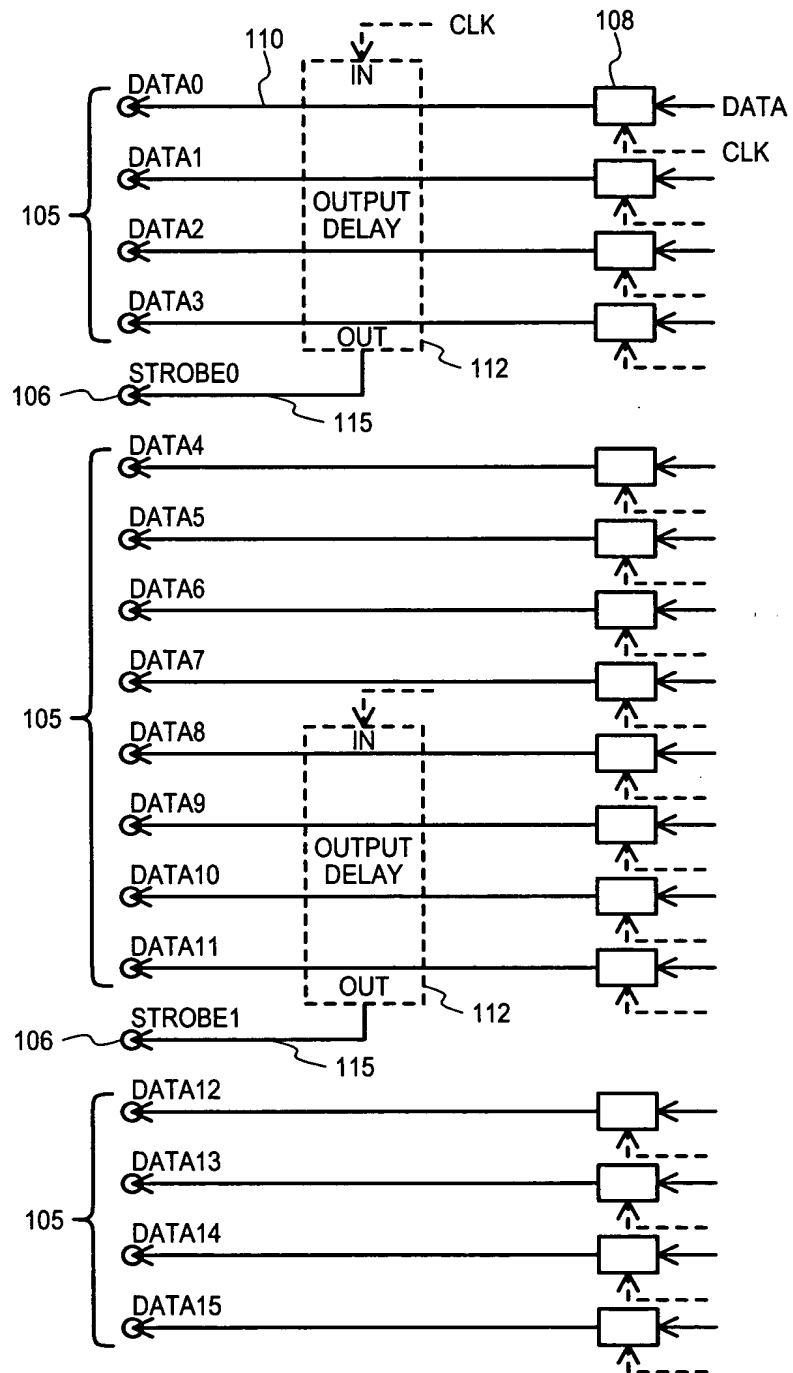 CLK
110
108
IN
DATA0
DATA
CLK
DATA1
105
OUTPUT
DELAY
DATA2
DATA3
OUT
112
STROBE0
106
115
DATA4
DATA5
DATA6
DATA7
105
DATA8
IN
DATA9
OUTPUT
DELAY
DATA10
DATA11
OUT
112
STROBE1
106
115
DATA12
DATA13
105
DATA14
DATA15